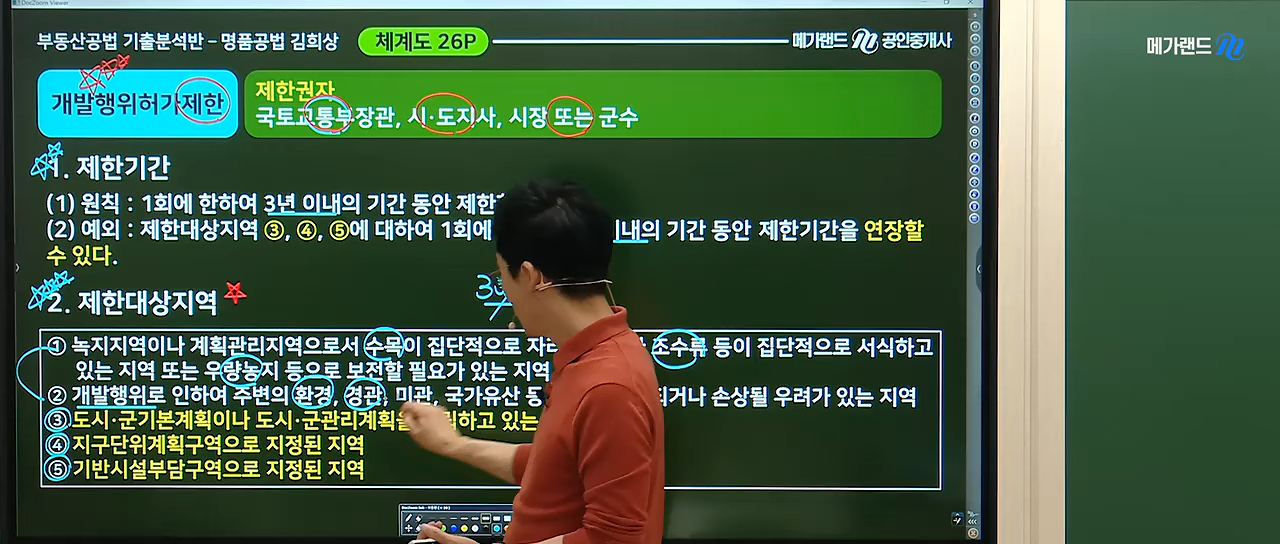 DocZoom Viewer
부동산공법 기출분석반 – 명품공법 김희상
체계도 26P
메가랜드 공인중개사
메가랜드
개발행위허가제한
제한권자
국토교통부장관, 시·도지사, 시장 또는 군수
1. 제한기간
(1) 원칙 : 1회에 한하여 3년 이내의 기간 동안 제한
(2) 예외 : 제한대상지역 ③, ④, ⑤에 대하여 1회에 이내의 기간 동안 제한기간을 연장할
수 있다.
2. 제한대상지역
① 녹지지역이나 계획관리지역으로서 수목이 집단적으로 조수류 등이 집단적으로 서식하고
있는 지역 또는 우량농지 등으로 보전할 필요가 있는 지역
② 개발행위로 인하여 주변의 환경, 경관, 미관, 국가유산 등 되거나 손상될 우려가 있는 지역
③ 도시·군기본계획이나 도시·군관리계획을 하고 있는
④ 지구단위계획구역으로 지정된 지역
⑤ 기반시설부담구역으로 지정된 지역